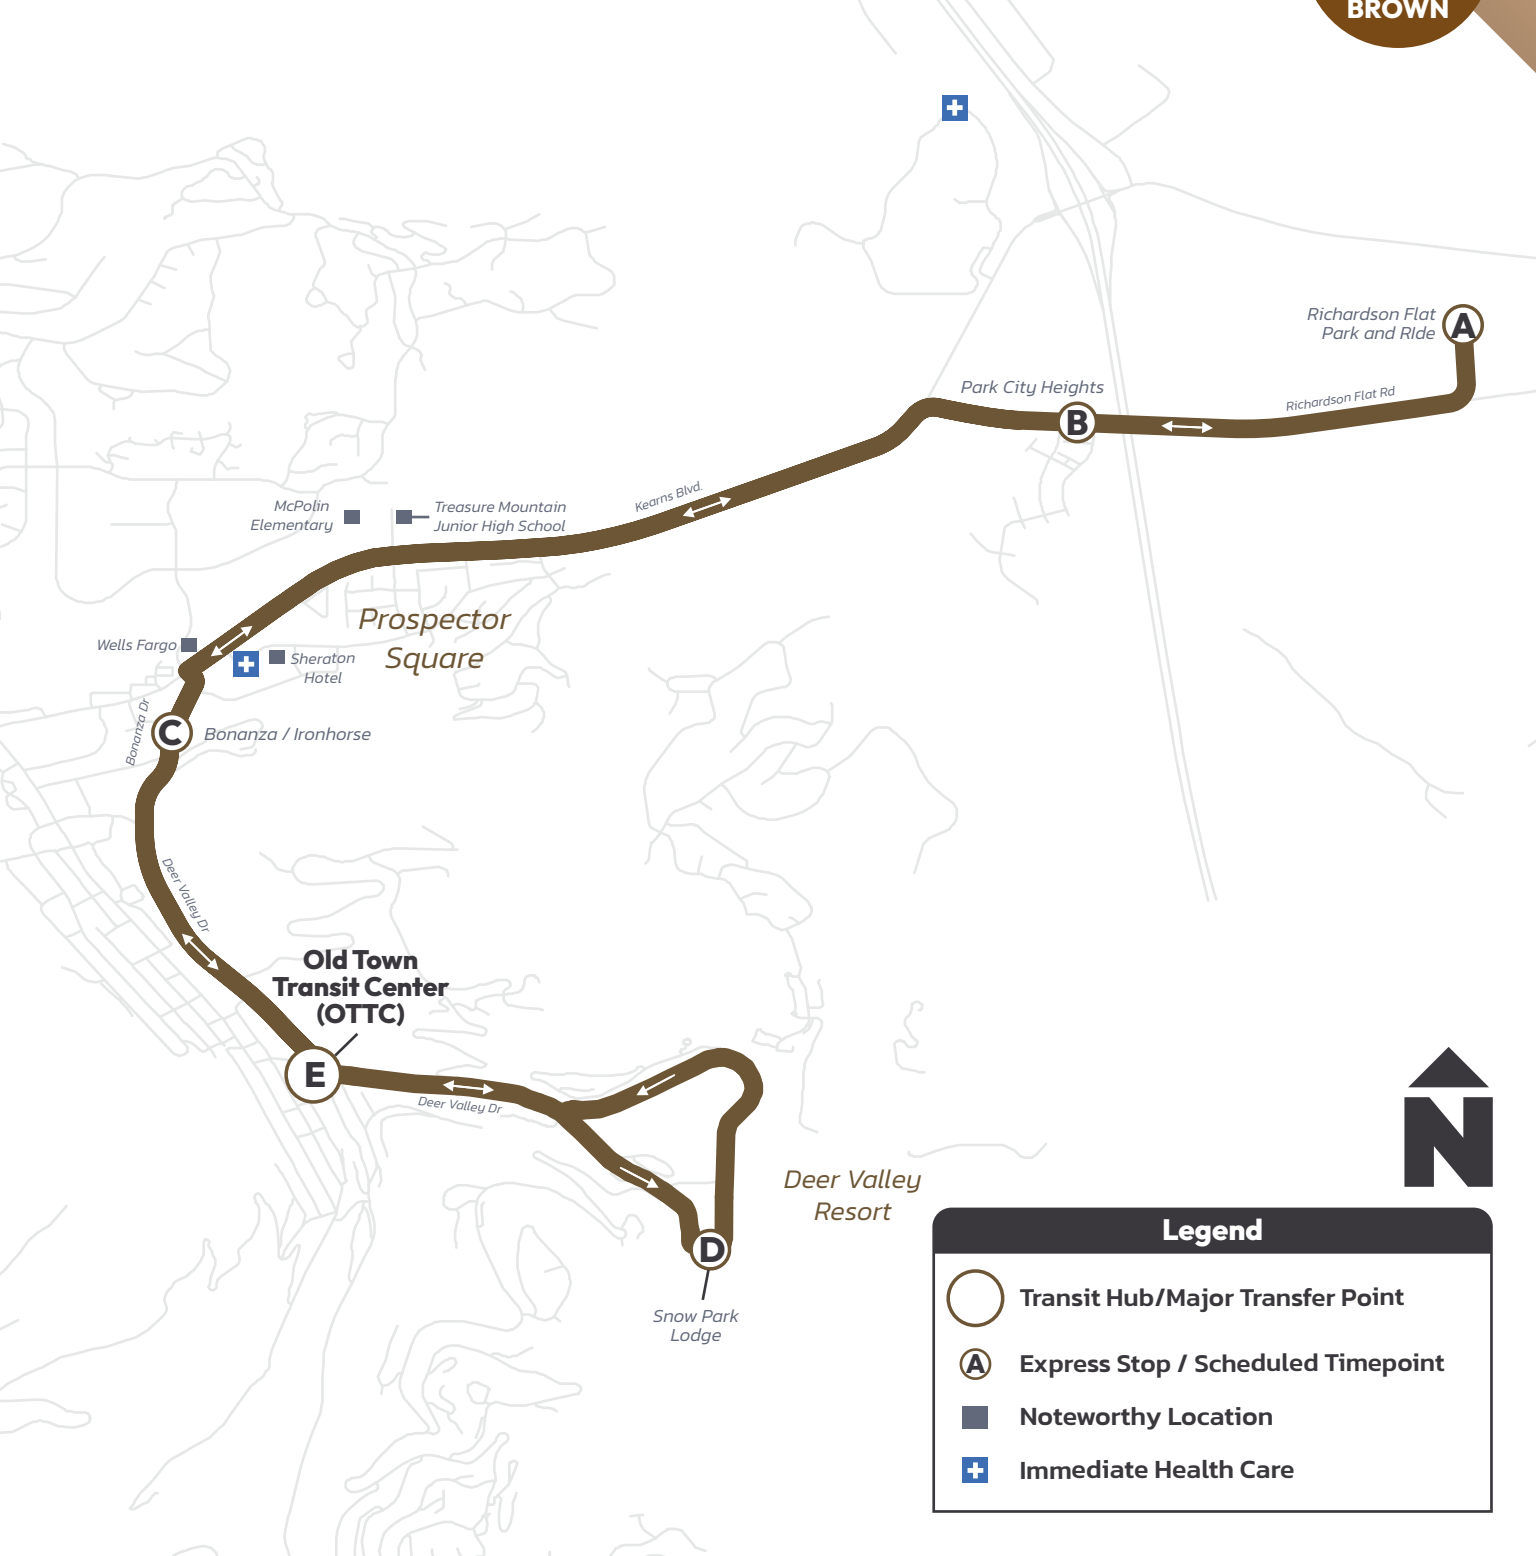 BROWN
Richardson Flat
Park and RIde
A
Richardson Flat Rd
Park City Heights
B
Kearns Blvd.
McPolin
Elementary
Treasure Mountain
Junior High School
Prospector
Square
Wells Fargo
Sheraton
Hotel
Bonanza Dr
C
Bonanza / Ironhorse
Deer Valley Dr
Old Town
Transit Center
(OTTC)
E
Deer Valley Dr
Deer Valley
Resort
D
Snow Park
Lodge
N
Legend
Transit Hub/Major Transfer Point
A
Express Stop / Scheduled Timepoint
Noteworthy Location
Immediate Health Care